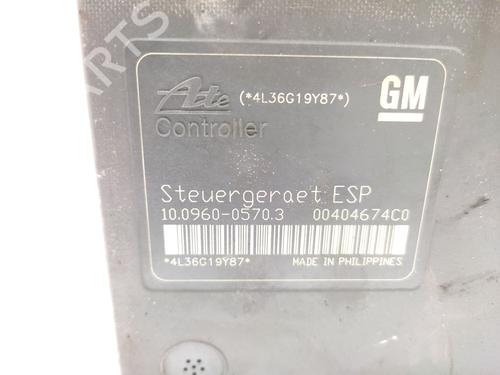 Ate (*4L36G19Y87*) GM
Controller
Steuergeraet ESP
10.0960-0570.3 00404674C0
*4L36G19Y87* MADE IN PHILIPPINES